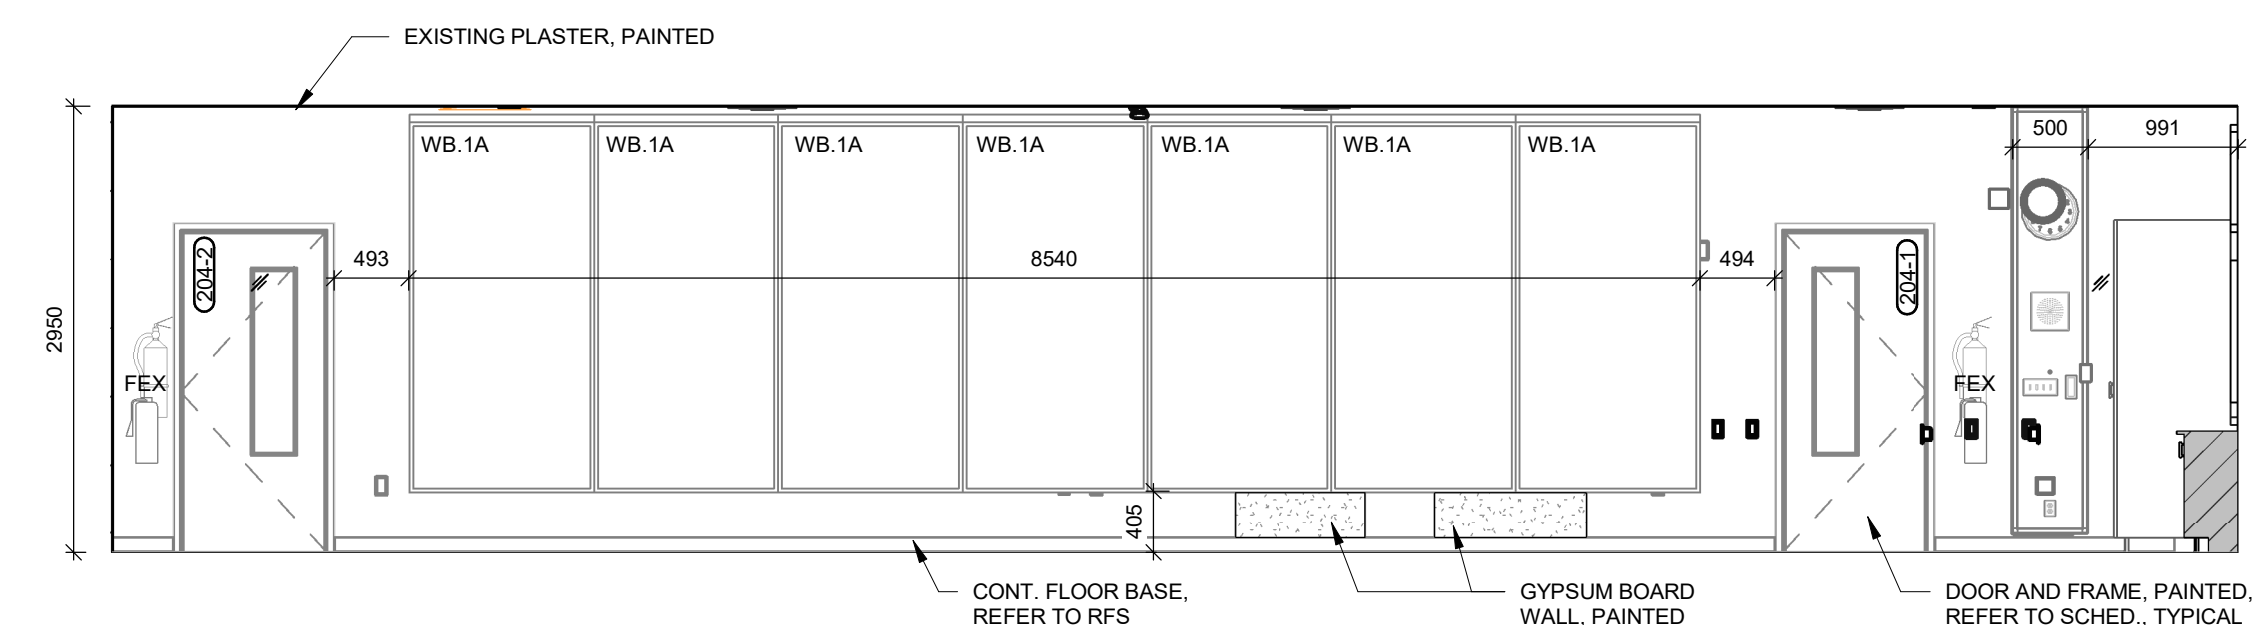 EXISTING PLASTER, PAINTED
WB.1A
WB.1A
WB.1A
WB.1A
WB.1A
WB.1A
WB.1A
500
991
204-2
493
8540
494
204-1
2950
FEX
FEX
405
CONT. FLOOR BASE,
REFER TO RFS
GYPSUM BOARD
WALL, PAINTED
DOOR AND FRAME, PAINTED,
REFER TO SCHED., TYPICAL